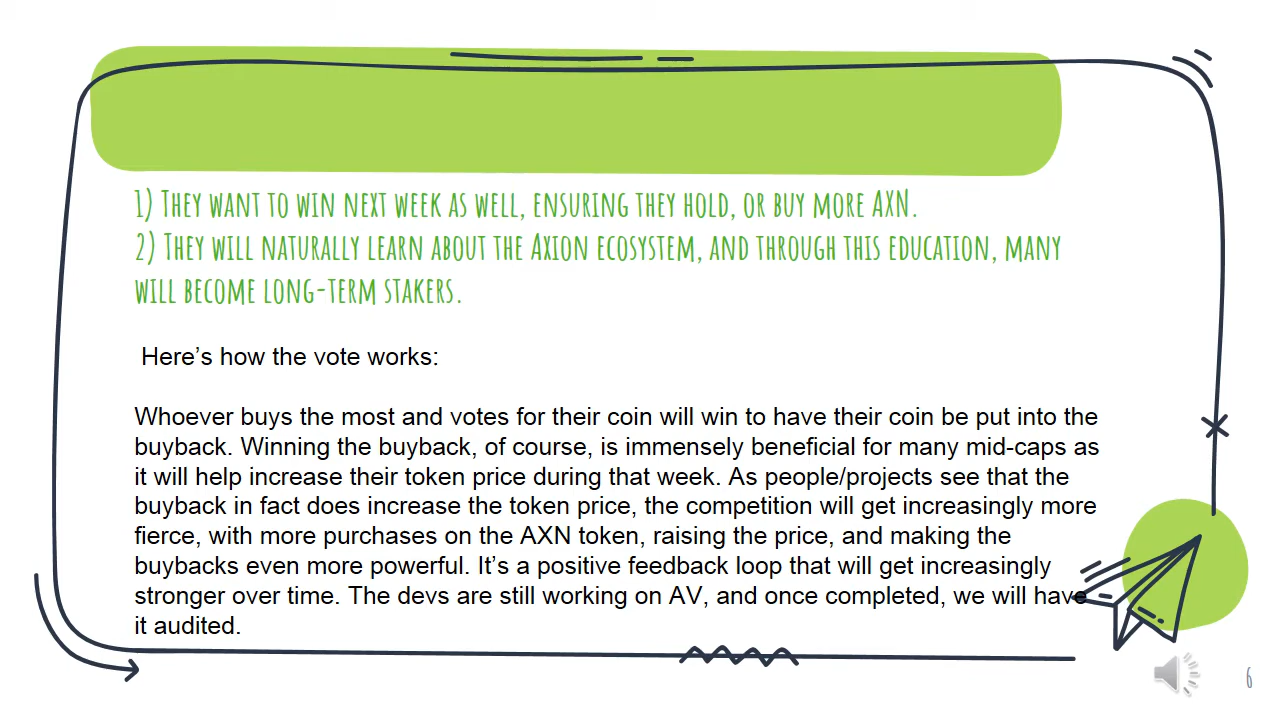 1) They want to win next week as well, ensuring they hold, or buy more AXN.
2) They will naturally learn about the Axion ecosystem, and through this education, many
will become long-term stakers.
Here’s how the vote works:
Whoever buys the most and votes for their coin will win to have their coin be put into the
buyback. Winning the buyback, of course, is immensely beneficial for many mid-caps as
it will help increase their token price during that week. As people/projects see that the
buyback in fact does increase the token price, the competition will get increasingly more
fierce, with more purchases on the AXN token, raising the price, and making the
buybacks even more powerful. It’s a positive feedback loop that will get increasingly
stronger over time. The devs are still working on AV, and once completed, we will have
it audited.
6